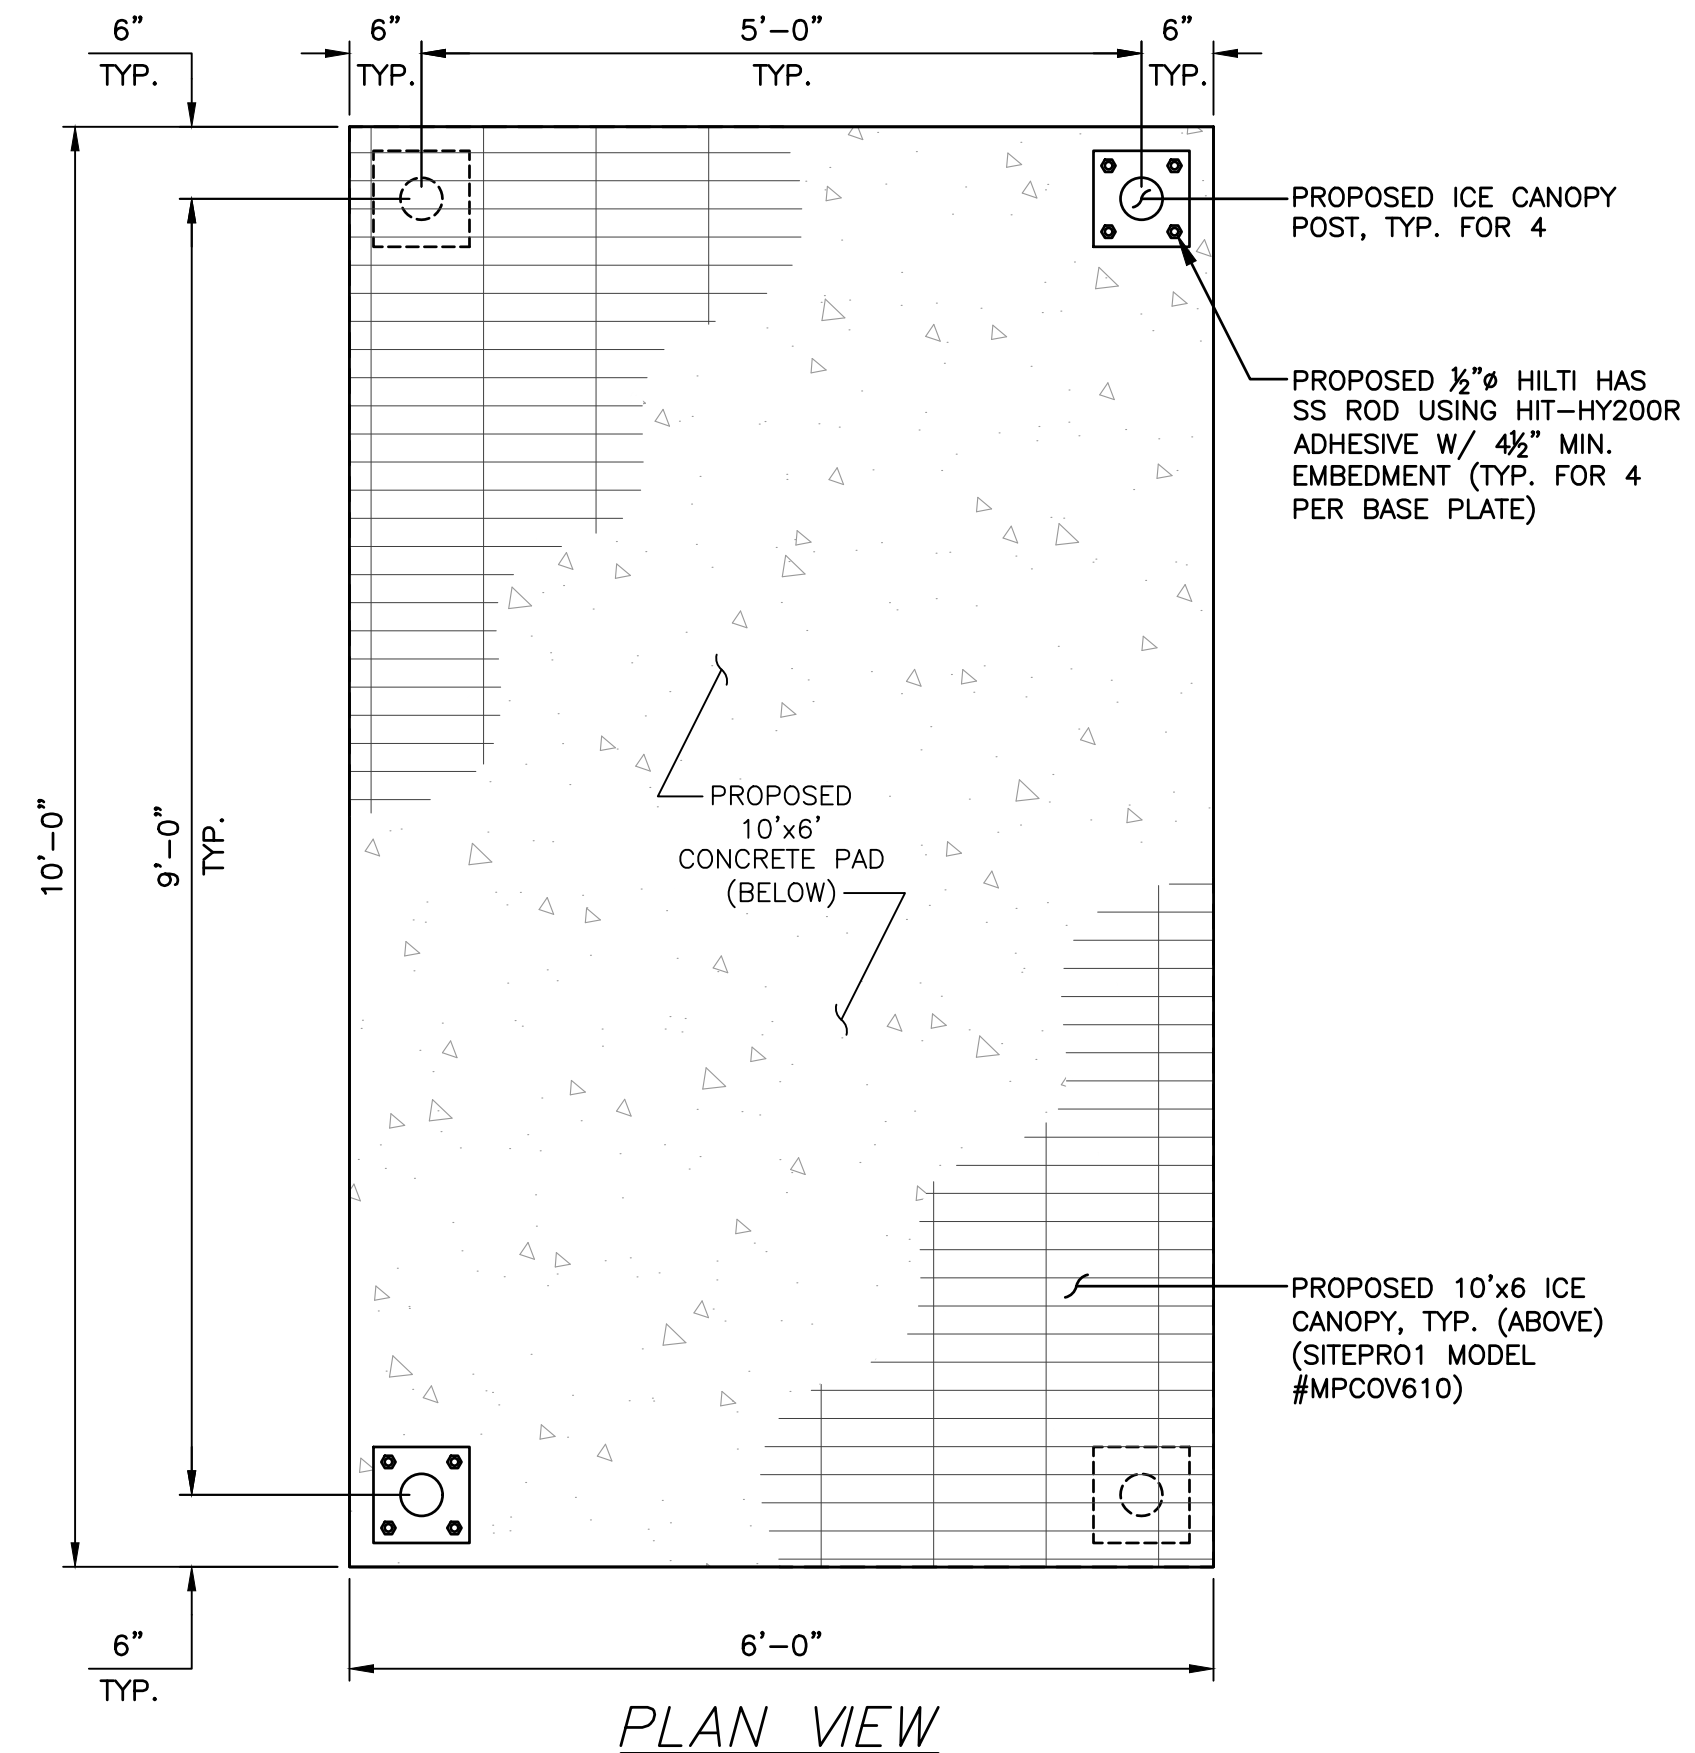 6" 6" 5'-0" 6"
TYP. TYP. TYP. TYP.
PROPOSED ICE CANOPY
POST, TYP. FOR 4
PROPOSED ½"ø HILTI HAS
SS ROD USING HIT-HY200R
ADHESIVE W/ 4½" MIN.
EMBEDMENT (TYP. FOR 4
PER BASE PLATE)
10'-0"
9'-0"
TYP.
PROPOSED
10'x6'
CONCRETE PAD
(BELOW)
PROPOSED 10'x6 ICE
CANOPY, TYP. (ABOVE)
(SITEPRO1 MODEL
#MPCOV610)
6" 6'-0"
TYP.
PLAN VIEW